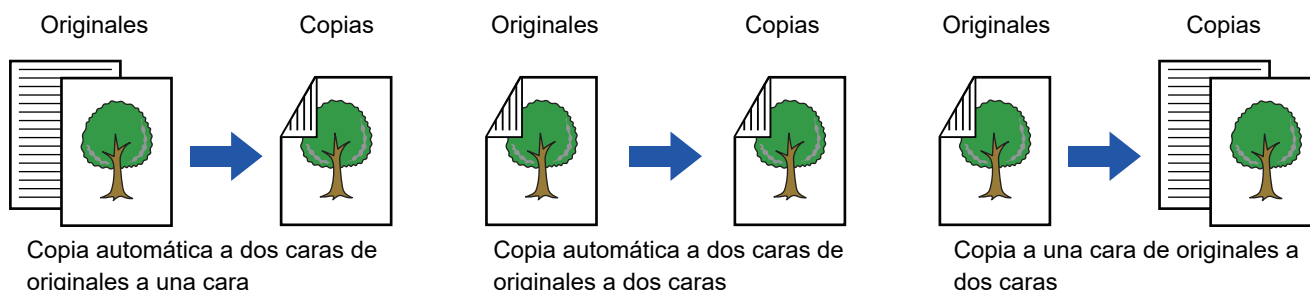 Originales
Copias
Originales
Copias
Originales
Copias
Copia automática a dos caras de
originales a una cara
Copia automática a dos caras de
originales a dos caras
Copia a una cara de originales a
dos caras